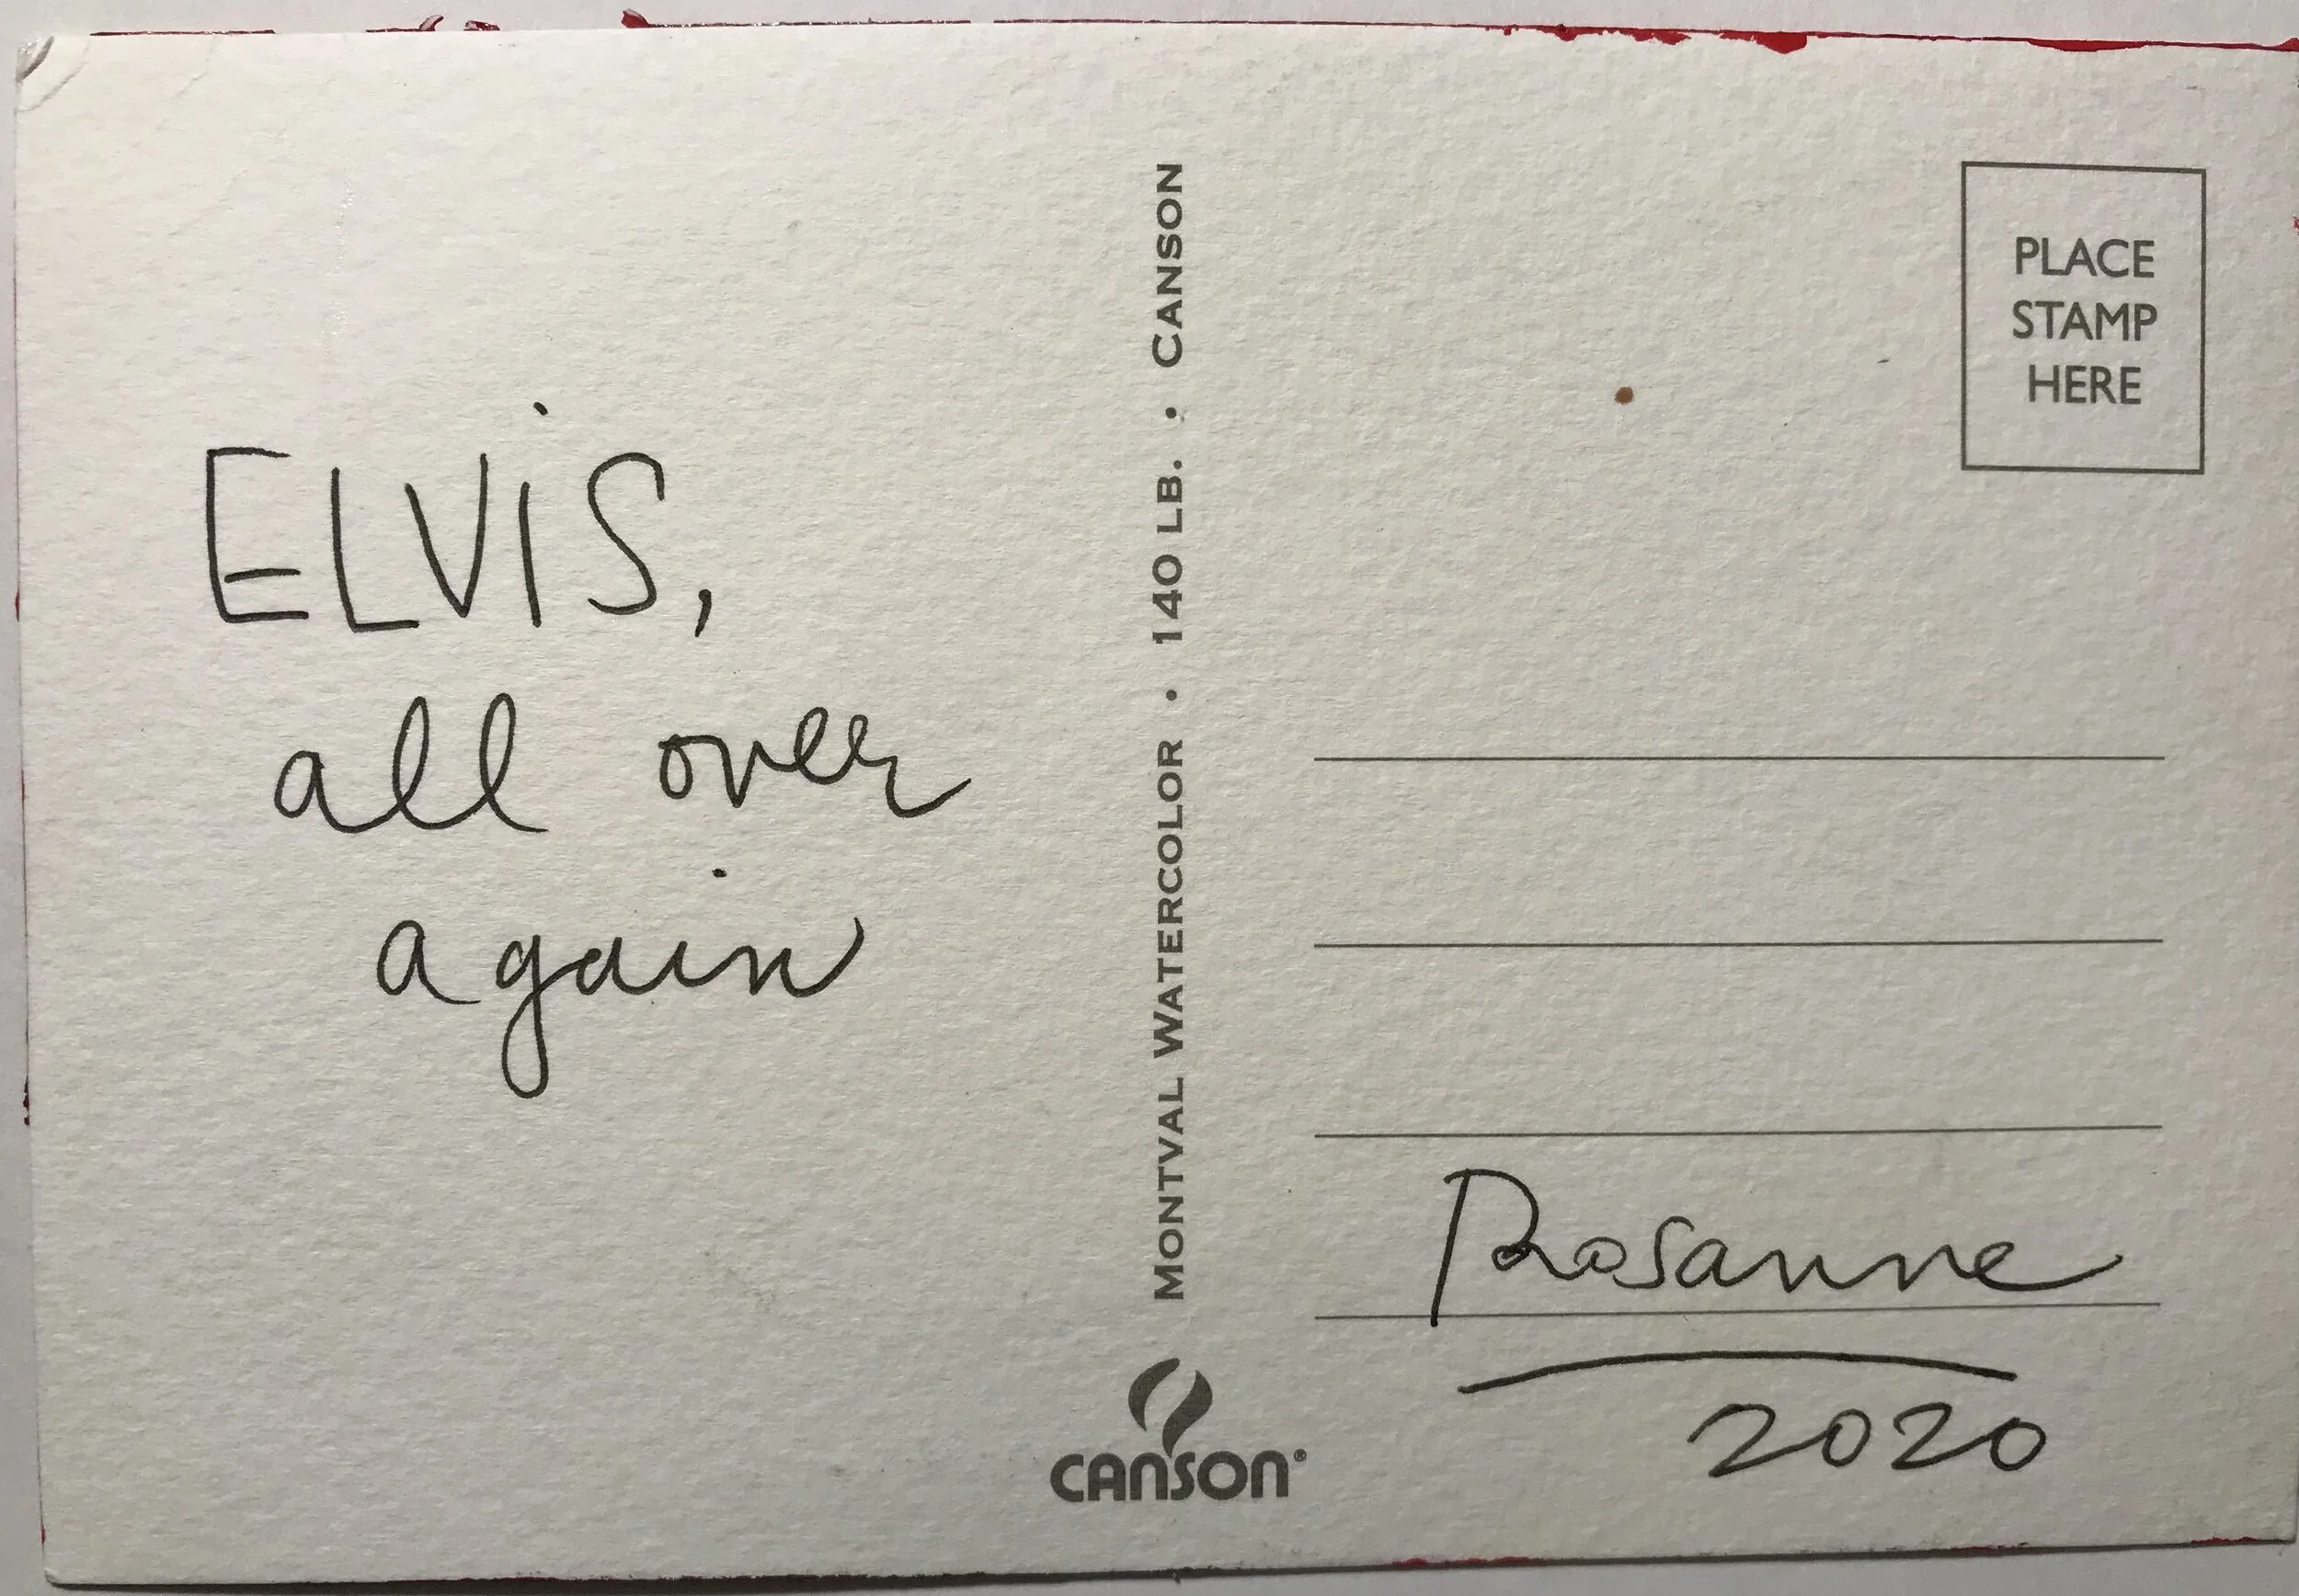 ELViS,
all over
again
MONTVAL WATERCOLOR • 140 LB. • CANSON
CANSON®
PLACE
STAMP
HERE
Rosanne
2020